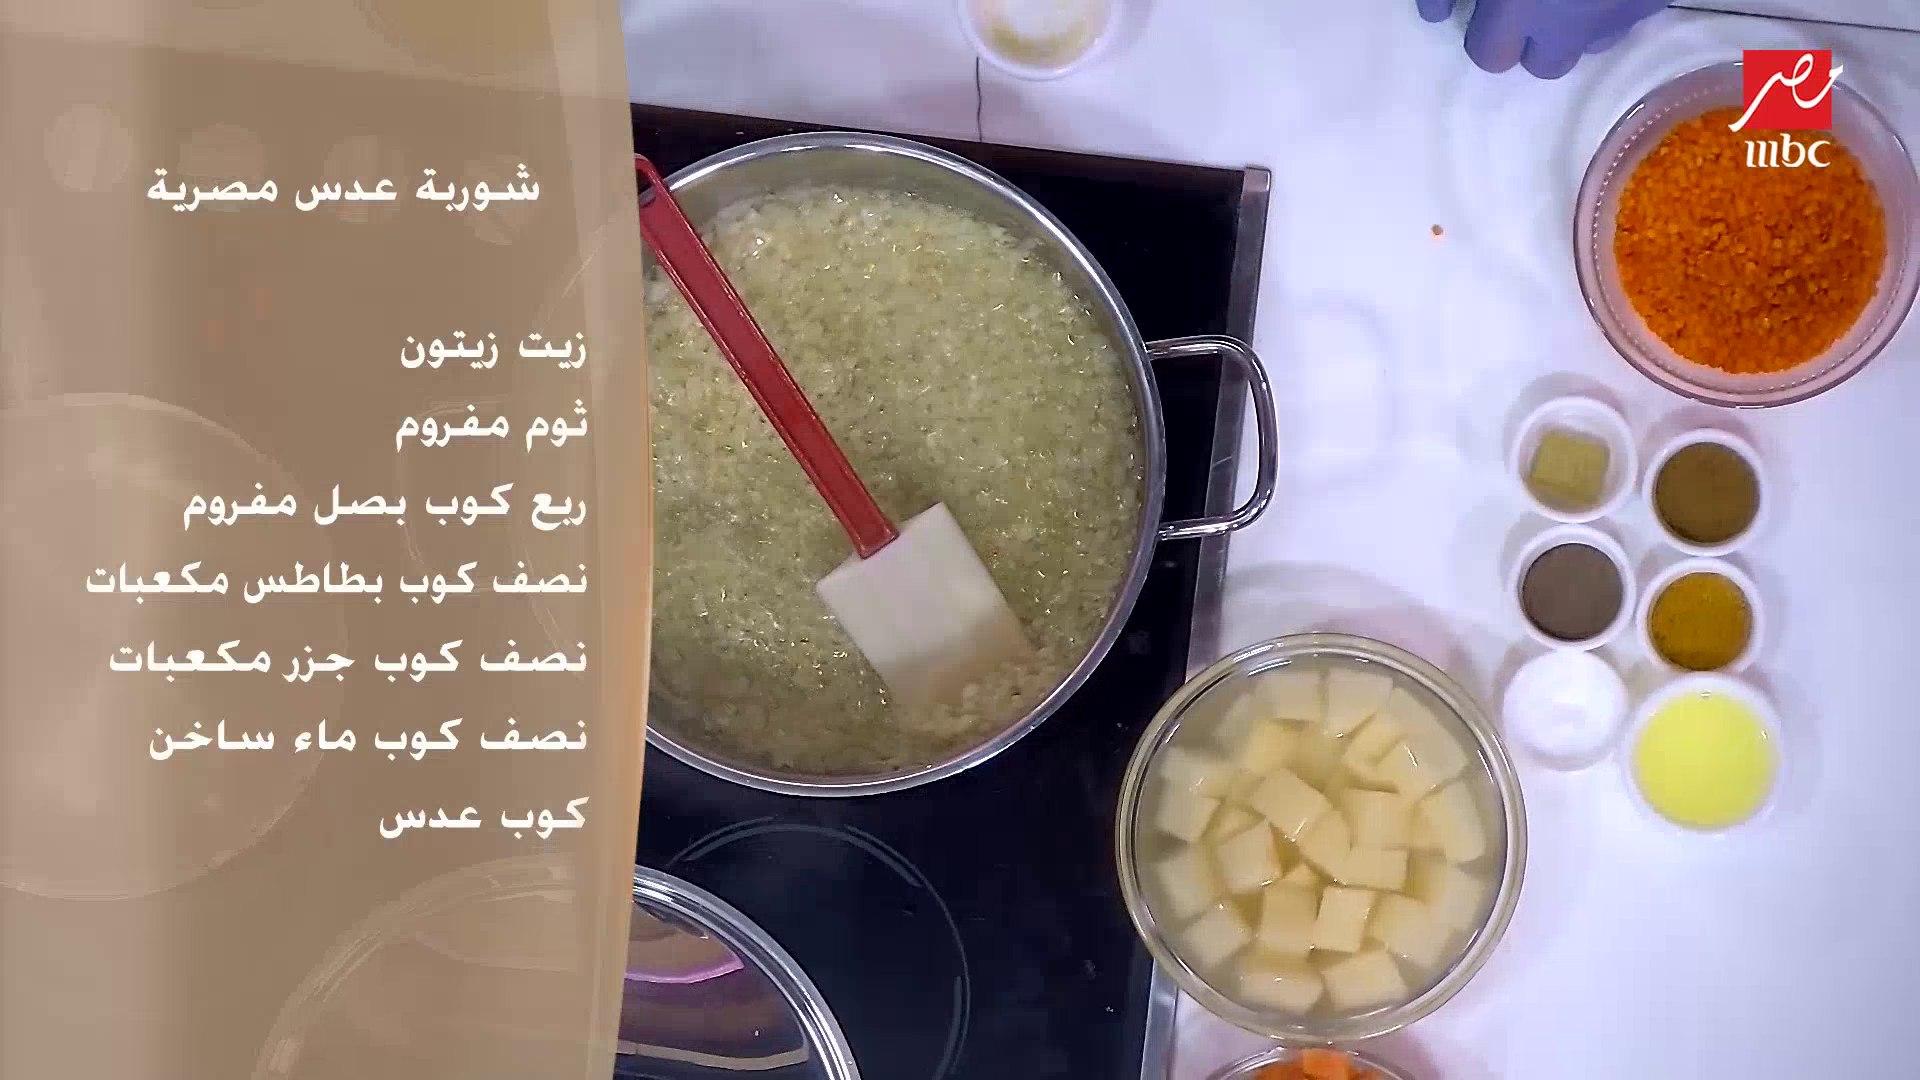 شوربة عدس مصرية
زيت زيتون
ثوم مفروم
ربع كوب بصل مفروم
نصف كوب بطاطس مكعبات
نصف كوب جزر مكعبات
نصف كوب ماء ساخن
كوب عدس
مصر
mbc